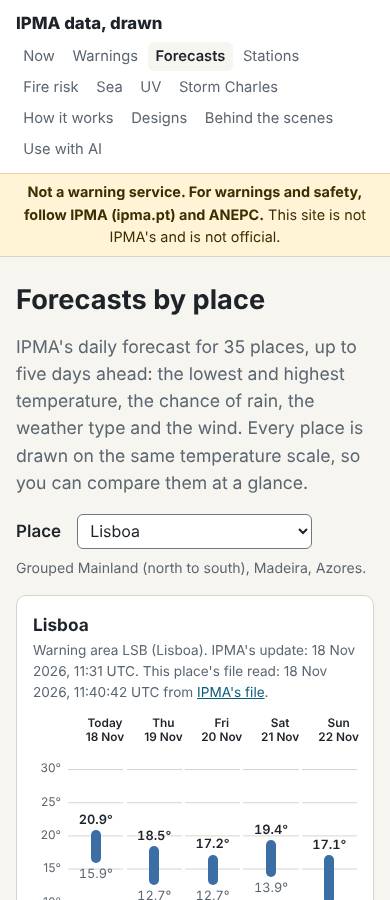 IPMA data, drawn
Now Warnings Forecasts Stations
Fire risk Sea UV Storm Charles
How it works Designs Behind the scenes
Use with AI
Not a warning service. For warnings and safety,
follow IPMA (ipma.pt) and ANEPC. This site is not
IPMA's and is not official.
Forecasts by place
IPMA's daily forecast for 35 places, up to
five days ahead: the lowest and highest
temperature, the chance of rain, the
weather type and the wind. Every place is
drawn on the same temperature scale, so
you can compare them at a glance.
Place Lisboa
Grouped Mainland (north to south), Madeira, Azores.
Lisboa
Warning area LSB (Lisboa). IPMA's update: 18 Nov
2026, 11:31 UTC. This place's file read: 18 Nov
2026, 11:40:42 UTC from IPMA's file.
Today Thu Fri Sat Sun
18 Nov 19 Nov 20 Nov 21 Nov 22 Nov
30°
25°
20.9°
20° 18.5° 17.2° 19.4° 17.1°
15° 15.9°
12.7° 12.7° 13.9°